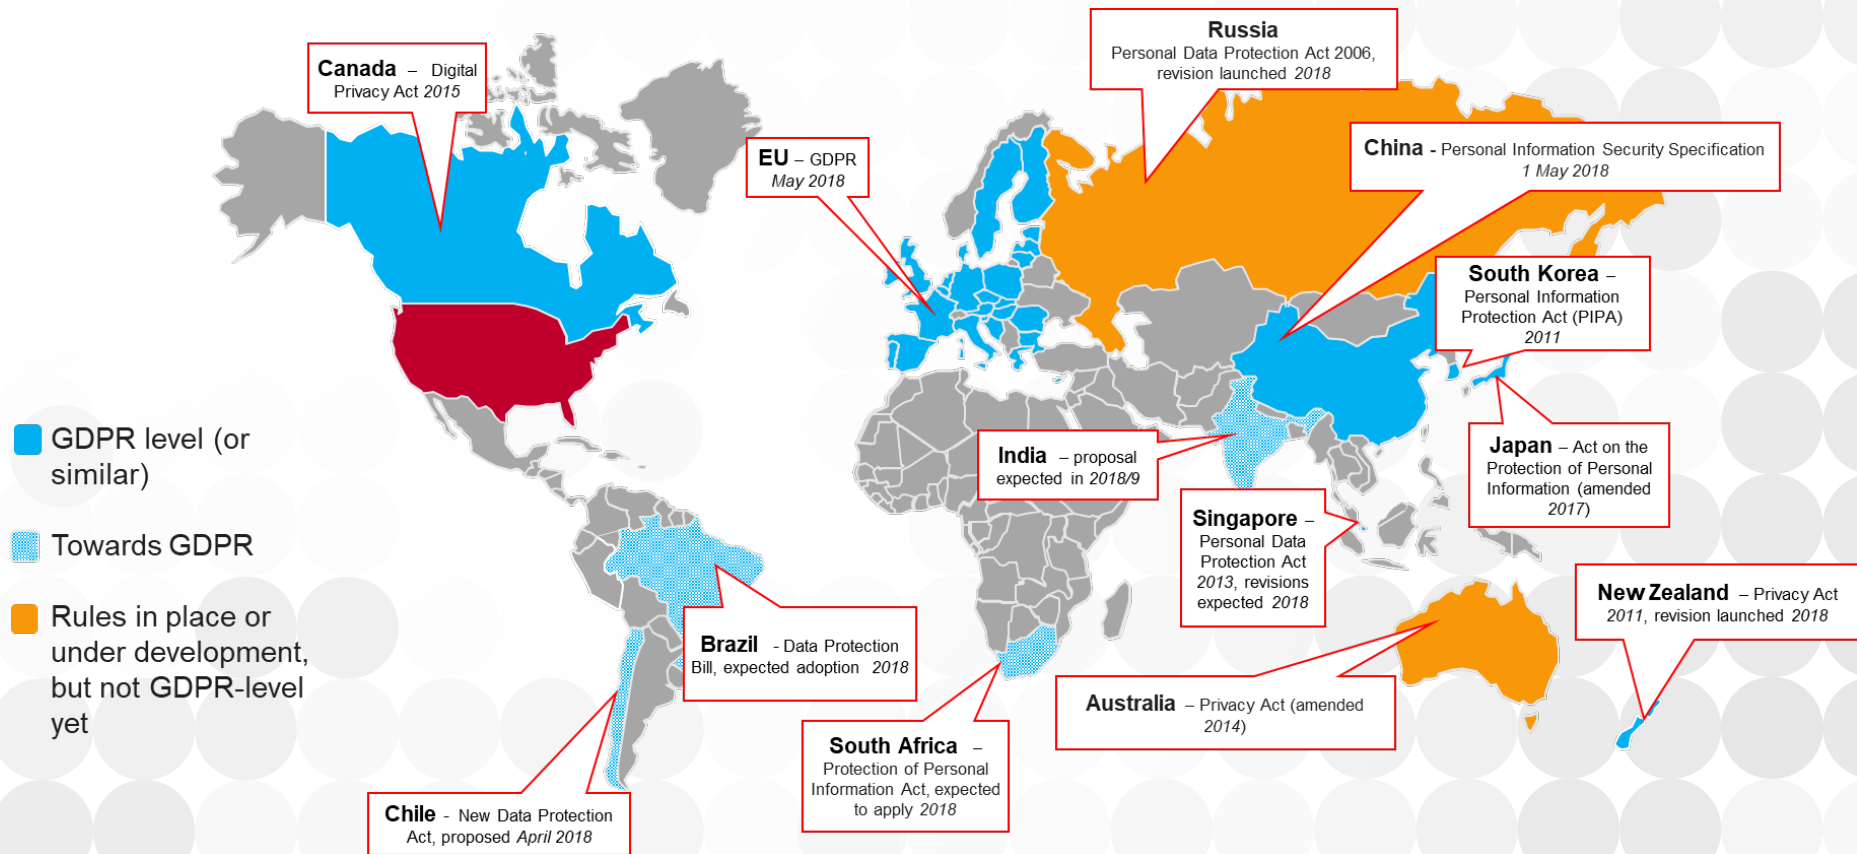 Canada – Digital
Privacy Act 2015
Russia
Personal Data Protection Act 2006,
revision launched 2018
EU – GDPR
May 2018
China - Personal Information Security Specification
1 May 2018
South Korea –
Personal Information
Protection Act (PIPA)
2011
GDPR level (or
similar)
Towards GDPR
Rules in place or
under development,
but not GDPR-level
yet
India – proposal
expected in 2018/9
Japan – Act on the
Protection of Personal
Information (amended
2017)
Singapore –
Personal Data
Protection Act
2013, revisions
expected 2018
New Zealand – Privacy Act
2011, revision launched 2018
Brazil - Data Protection
Bill, expected adoption 2018
Australia – Privacy Act (amended
2014)
South Africa –
Protection of Personal
Information Act, expected
to apply 2018
Chile - New Data Protection
Act, proposed April 2018